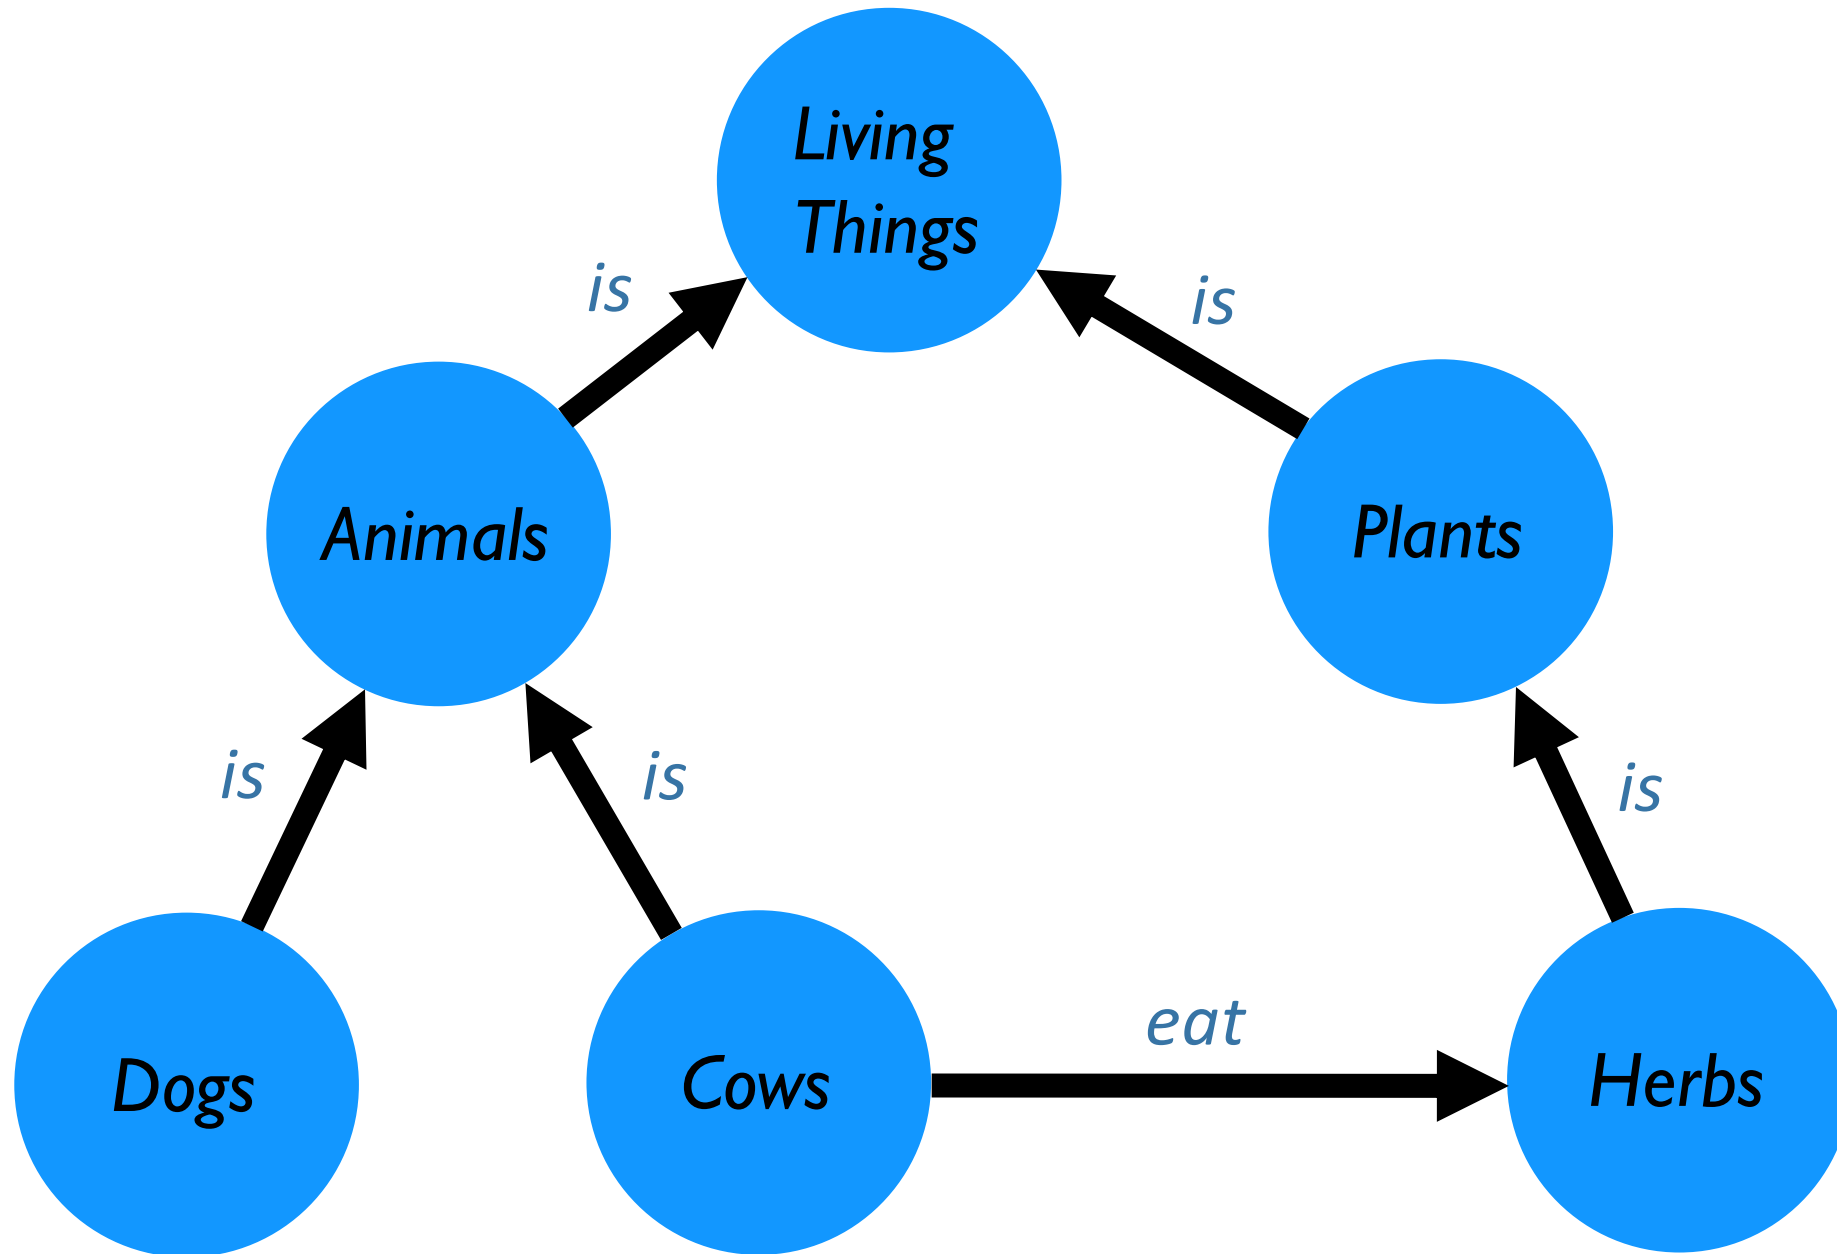 Living
Things
is
is
Animals
Plants
is
is
is
eat
Dogs
Cows
Herbs